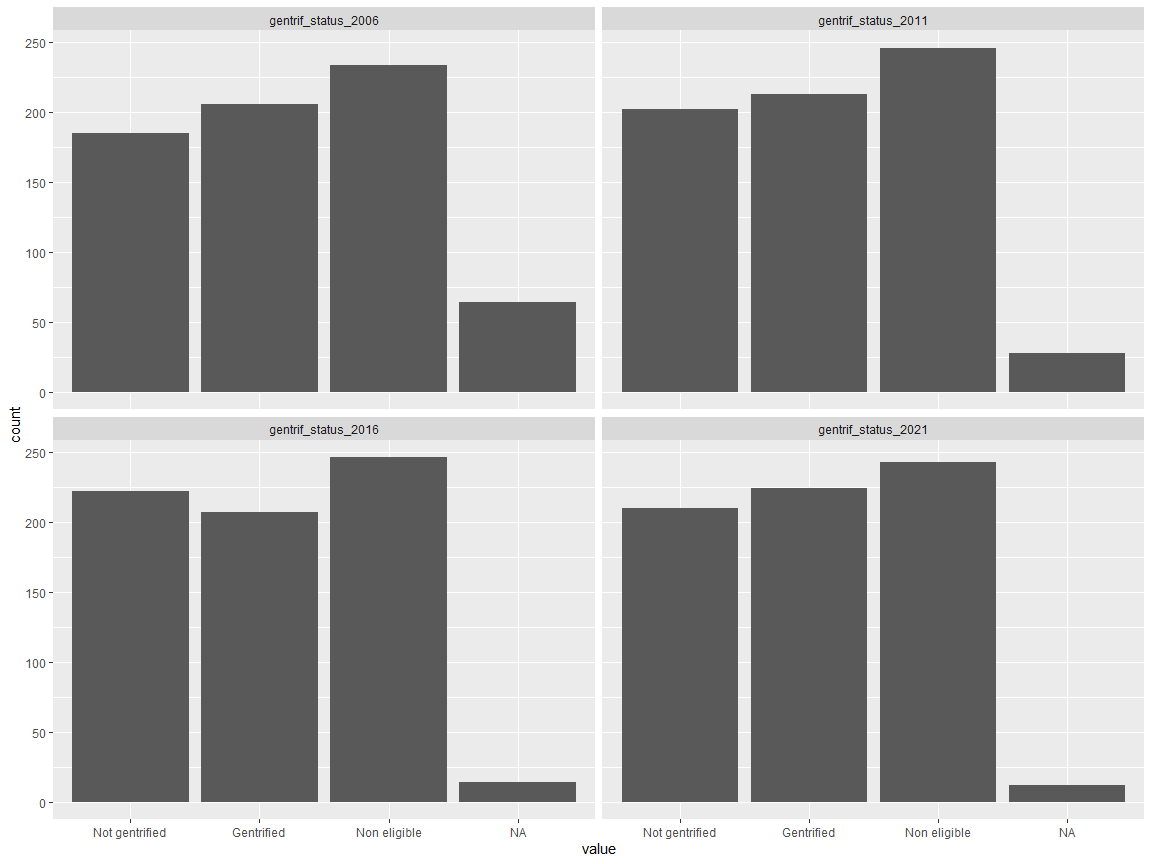 gentrif_status_2006
gentrif_status_2011
250
200
150
100
50
0
count
gentrif_status_2016
gentrif_status_2021
250
200
150
100
50
0
Not gentrified Gentrified Non eligible NA
Not gentrified Gentrified Non eligible NA
value